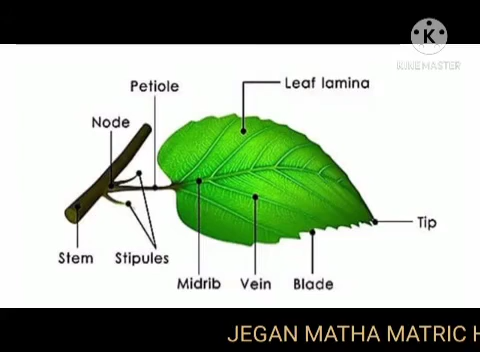 KINEMASTER
Leaf lamina
Petiole
Node
Tip
Stem
Stipules
Midrib
Vein
Blade
JEGAN MATHA MATRIC H